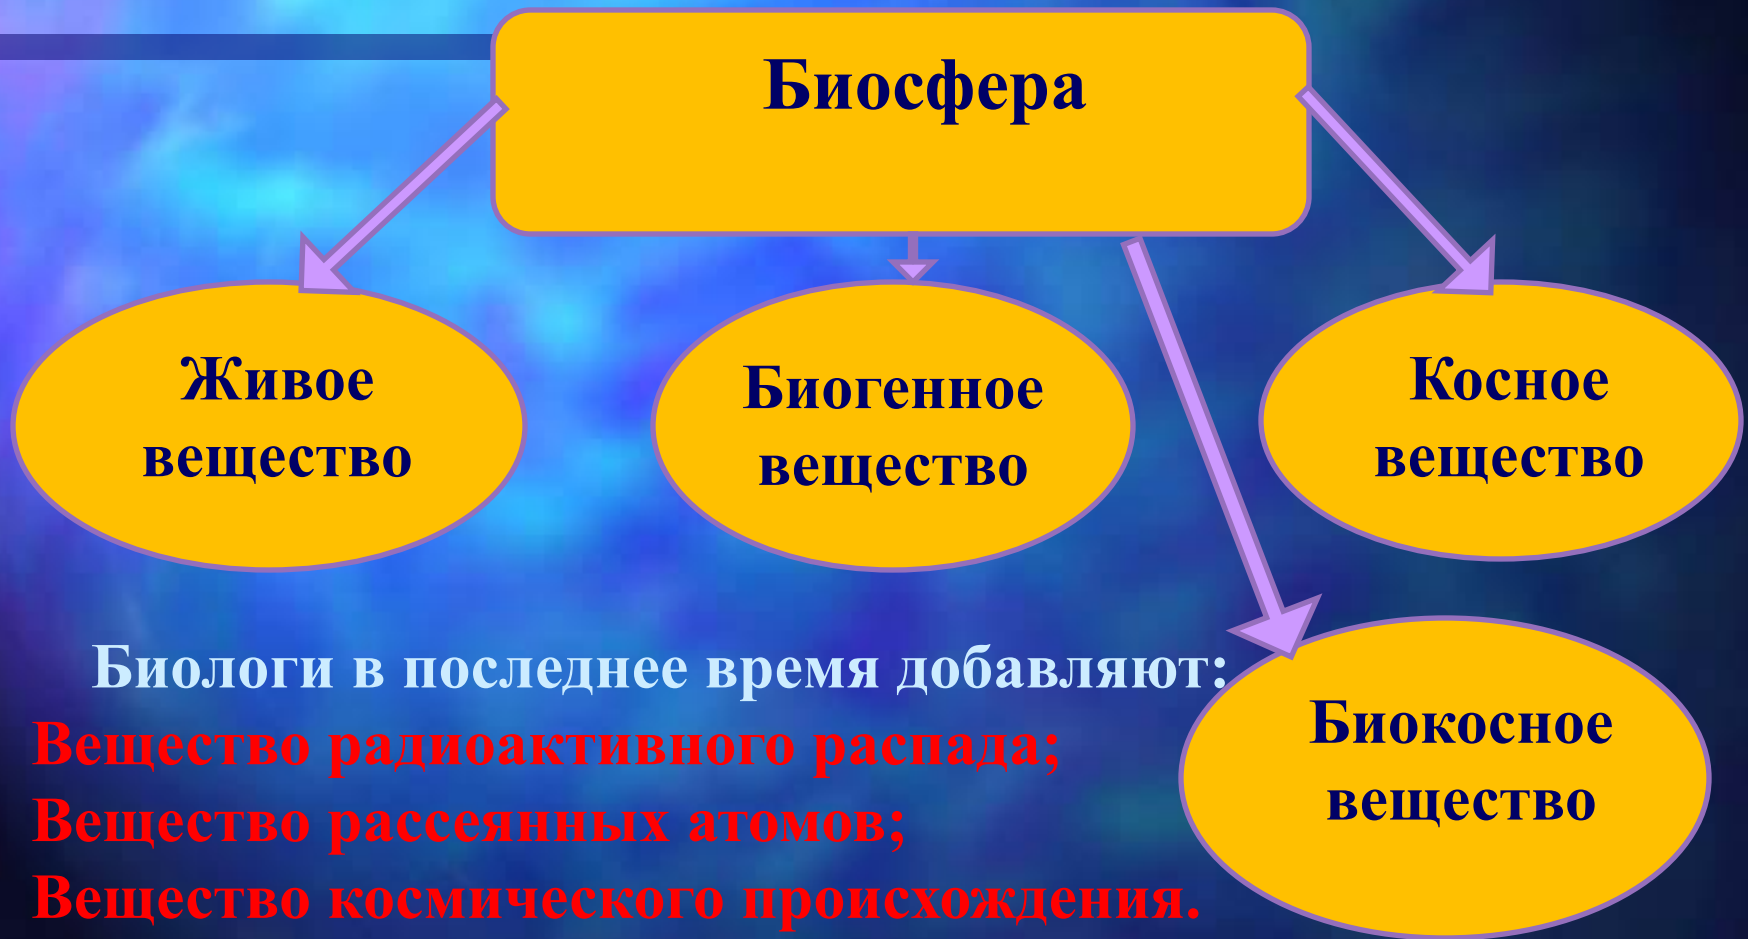 Биосфера
Живое
вещество
Биогенное
вещество
Косное
вещество
Биокосное
вещество
Биологи в последнее время добавляют:
Вещество радиоактивного распада;
Вещество рассеянных атомов;
Вещество космического происхождения.